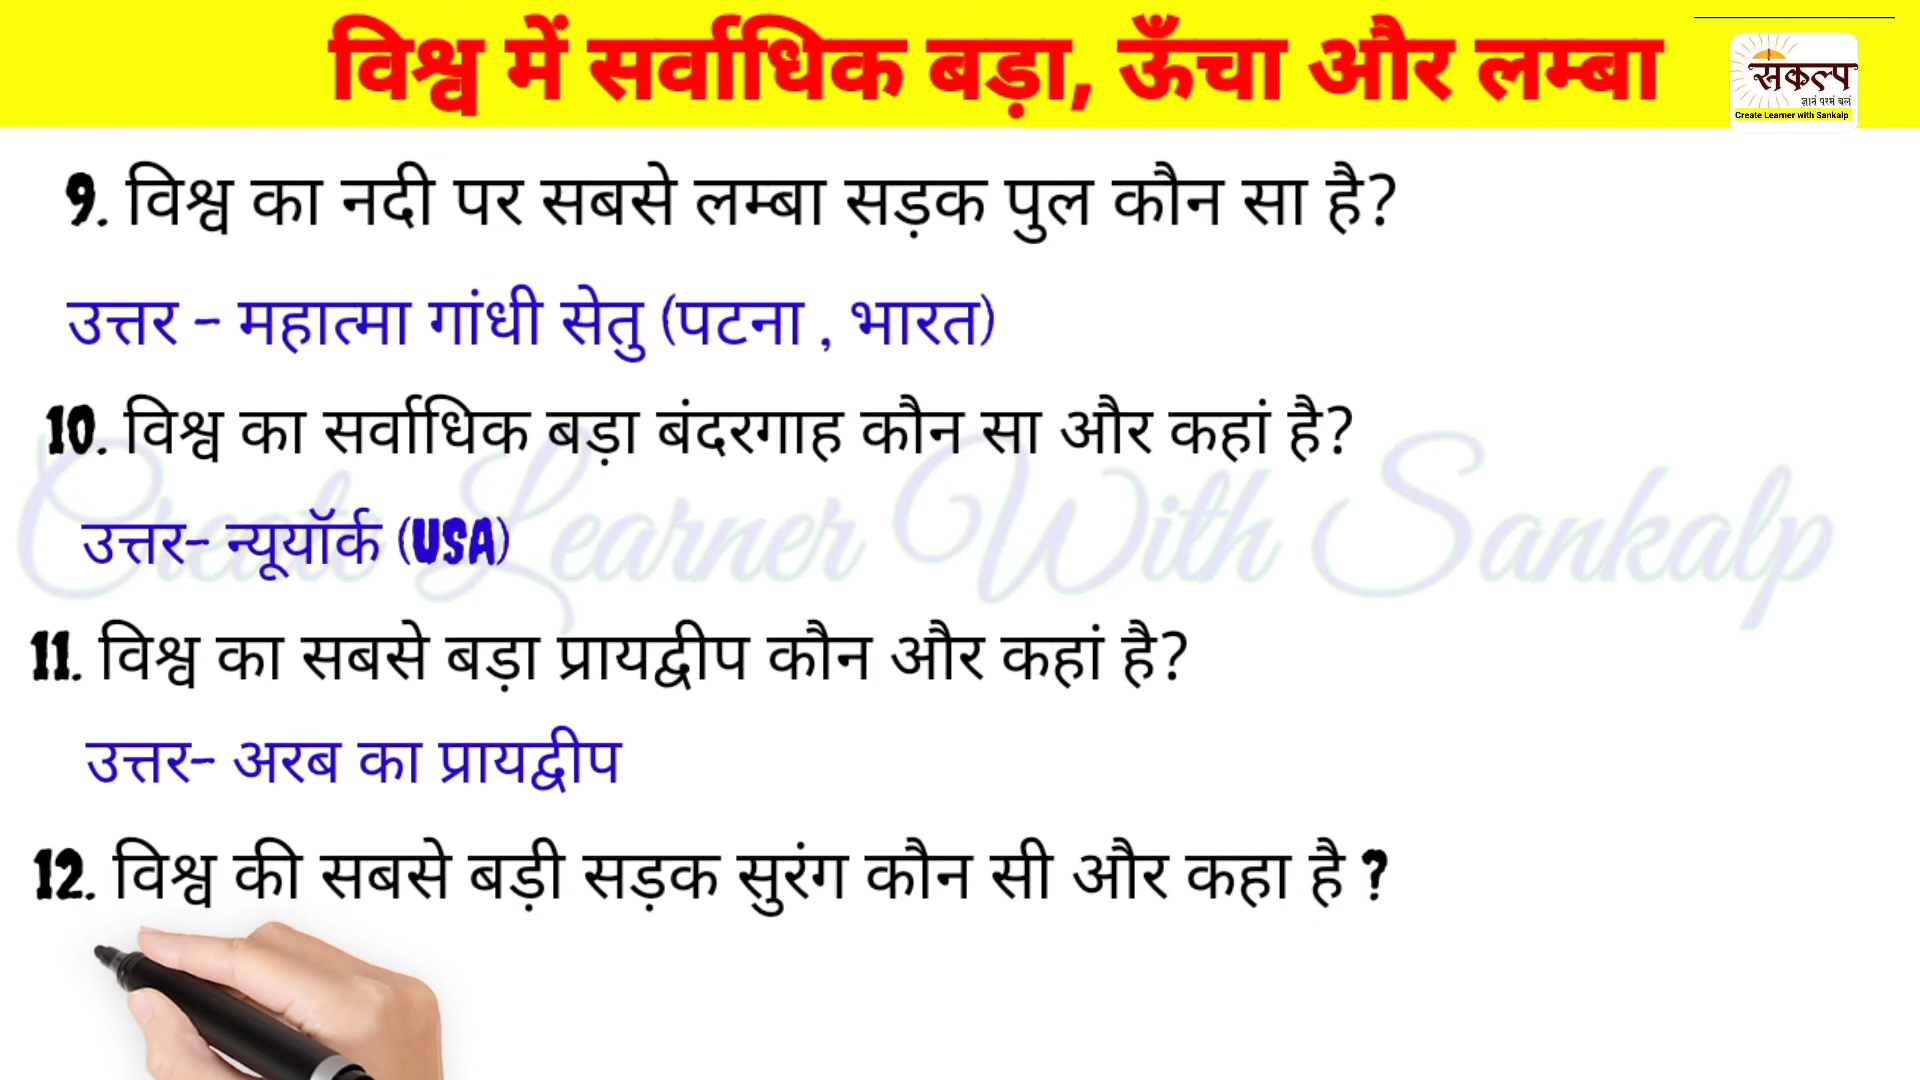 विश्व में सर्वाधिक बड़ा, ऊँचा और लम्बा
संकल्प
ज्ञानं परमं बलं
Create Learner with Sankalp
9. विश्व का नदी पर सबसे लम्बा सड़क पुल कौन सा है?
उत्तर - महात्मा गांधी सेतु (पटना , भारत)
10. विश्व का सर्वाधिक बड़ा बंदरगाह कौन सा और कहां है?
Create Learner With Sankalp
उत्तर- न्यूयॉर्क (USA)
11. विश्व का सबसे बड़ा प्रायद्वीप कौन और कहां है?
उत्तर- अरब का प्रायद्वीप
12. विश्व की सबसे बड़ी सड़क सुरंग कौन सी और कहा है ?